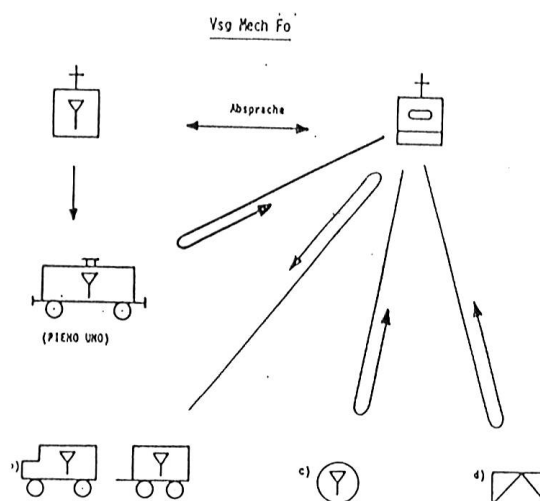 Vsg Mech Fo
Absprache
(PIENO UNO)
)
c)
d)